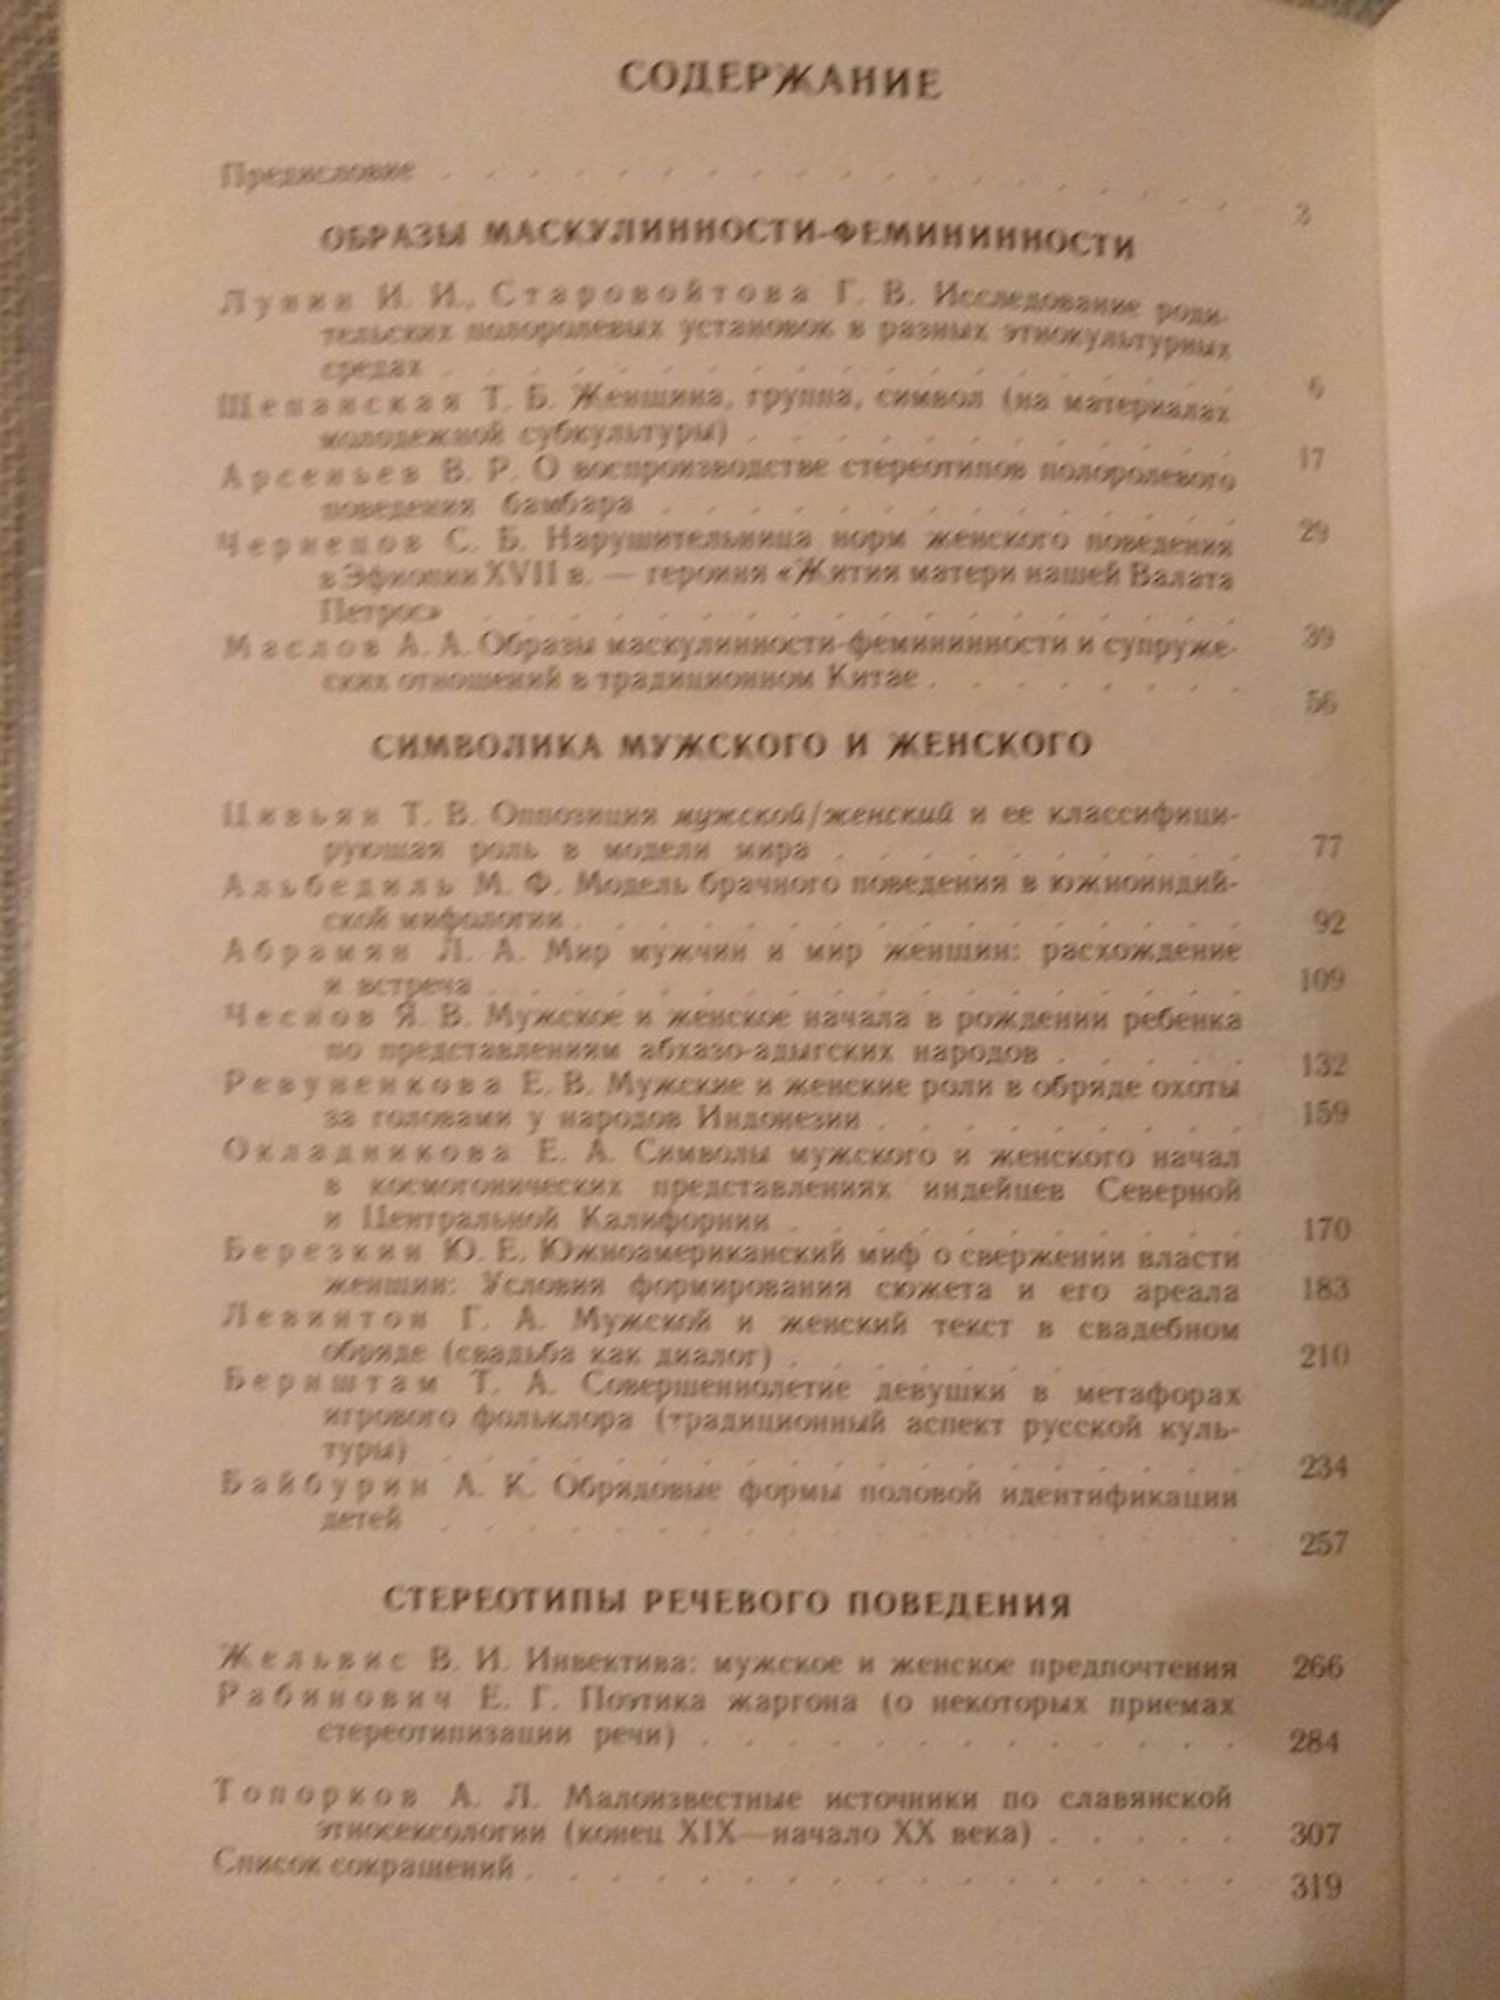 СОДЕРЖАНИЕ
Предисловие . . . . . . . . . . . . . . . . . . 3
ОБРАЗЫ МАСКУЛИННОСТИ-ФЕМИНИННОСТИ
Лунин И. И., Старовойтова Г. В. Исследование роди-
тельских полоролевых установок в разных этнокультурных
средах . . . . . . . . . . . . . . . . . . 6
Щепанская Т. Б. Женщина, группа, символ (на материалах
молодежной субкультуры) . . . . . . . . . . . . 17
Арсеньев В. Р. О воспроизводстве стереотипов полоролевого
поведения бамбара . . . . . . . . . . . . . . 29
Чернецов С. Б. Нарушительница норм женского поведения
в Эфиопии XVII в. — героиня «Жития матери нашей Валата
Петрос» . . . . . . . . . . . . . . . . . . 39
Маслов А. А. Образы маскулинности-фемининности и супруже-
ских отношений в традиционном Китае . . . . . . . . 56
СИМВОЛИКА МУЖСКОГО И ЖЕНСКОГО
Цивьян Т. В. Оппозиция мужской/женский и ее классифици-
рующая роль в модели мира . . . . . . . . . . 77
Альбедиль М. Ф. Модель брачного поведения в южноиндий-
ской мифологии . . . . . . . . . . . . . . . . 92
Абрамян Л. А. Мир мужчин и мир женщин: расхождение
и встреча . . . . . . . . . . . . . . . . . . 109
Чеснов Я. В. Мужское и женское начала в рождении ребенка
по представлениям абхазо-адыгских народов . . . . . 132
Ревуненкова Е. В. Мужские и женские роли в обряде охоты
за головами у народов Индонезии . . . . . . . . . 159
Окладникова Е. А. Символы мужского и женского начал
в космогонических представлениях индейцев Северной
и Центральной Калифорнии . . . . . . . . . . . 170
Березкин Ю. Е. Южноамериканский миф о свержении власти
женщин: Условия формирования сюжета и его ареала 183
Левинтон Г. А. Мужской и женский текст в свадебном
обряде (свадьба как диалог) . . . . . . . . . . . 210
Бернштам Т. А. Совершеннолетие девушки в метафорах
игрового фольклора (традиционный аспект русской куль-
туры) . . . . . . . . . . . . . . . . . . 234
Байбурин А. К. Обрядовые формы половой идентификации
детей . . . . . . . . . . . . . . . . . . 257
СТЕРЕОТИПЫ РЕЧЕВОГО ПОВЕДЕНИЯ
Жельвис В. И. Инвектива: мужское и женское предпочтения 266
Рабинович Е. Г. Поэтика жаргона (о некоторых приемах
стереотипизации речи) . . . . . . . . . . . . . 284
Топорков А. Л. Малоизвестные источники по славянской
этносексологии (конец XIX—начало XX века) . . . . . 307
Список сокращений . . . . . . . . . . . . . . . . 319